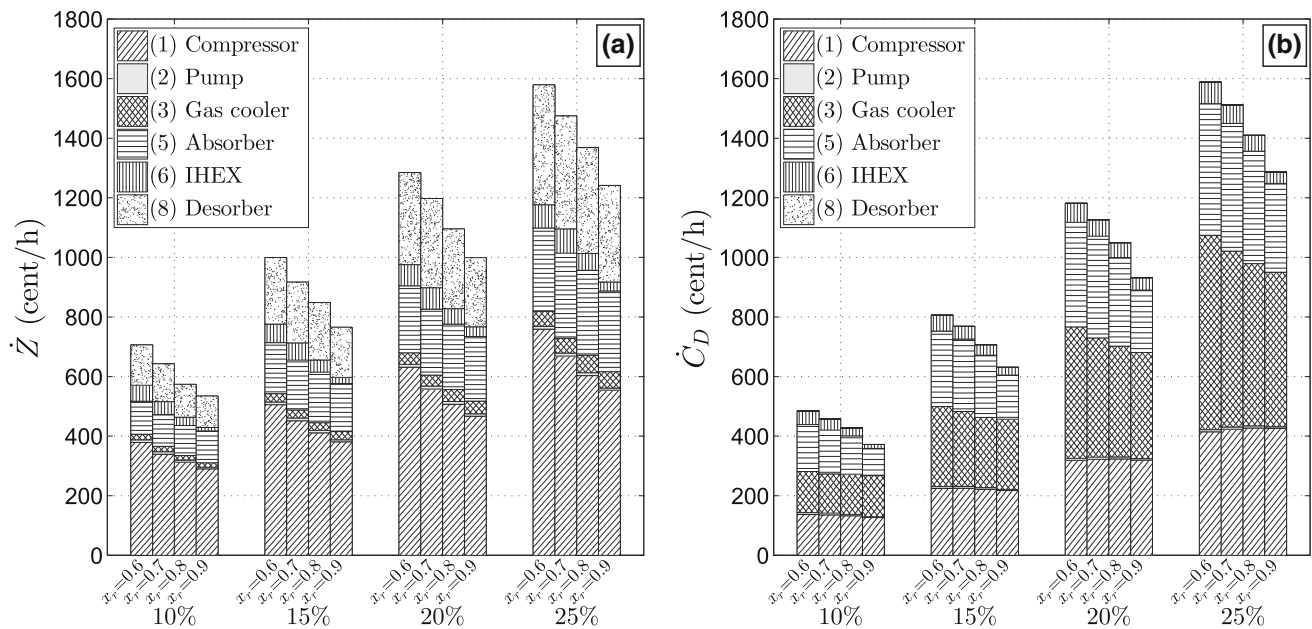 (a)
Ż (cent/h)
1800
1600
1400
1200
1000
800
600
400
200
0
(1) Compressor
(2) Pump
(3) Gas cooler
(5) Absorber
(6) IHEX
(8) Desorber
x_r=0.6
x_r=0.7
x_r=0.8
x_r=0.9
x_r=0.6
x_r=0.7
x_r=0.8
x_r=0.9
x_r=0.6
x_r=0.7
x_r=0.8
x_r=0.9
x_r=0.6
x_r=0.7
x_r=0.8
x_r=0.9
10% 15% 20% 25%
(b)
Ċ_D (cent/h)
1800
1600
1400
1200
1000
800
600
400
200
0
(1) Compressor
(2) Pump
(3) Gas cooler
(5) Absorber
(6) IHEX
(8) Desorber
x_r=0.6
x_r=0.7
x_r=0.8
x_r=0.9
x_r=0.6
x_r=0.7
x_r=0.8
x_r=0.9
x_r=0.6
x_r=0.7
x_r=0.8
x_r=0.9
x_r=0.6
x_r=0.7
x_r=0.8
x_r=0.9
10% 15% 20% 25%